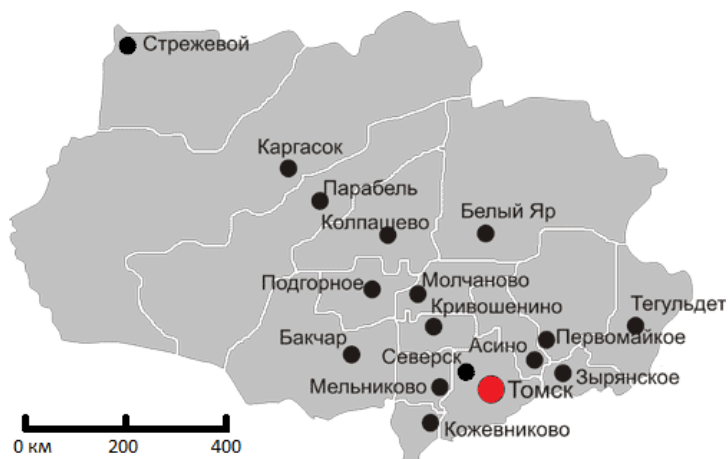 Стрежевой
Каргасок
Парабель
Колпашево
Белый Яр
Подгорное
Молчаново
Кривошенино
Тегульдет
Бакчар
Первомайкое
Асино
Северск
Зырянское
Мельниково
Томск
Кожевниково
0 км 200 400